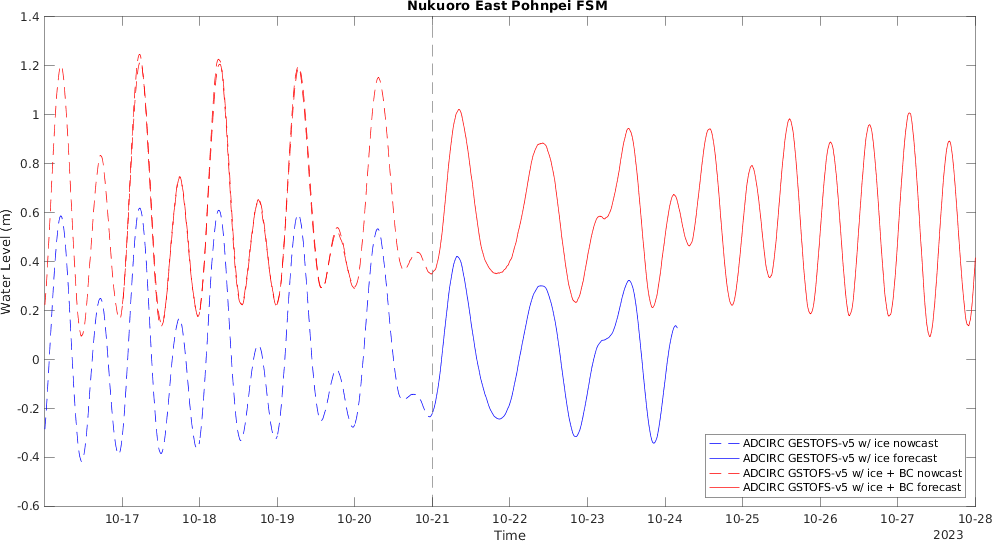 Nukuoro East Pohnpei FSM
1.4
1.2
1
0.8
0.6
0.4
0.2
0
-0.2
-0.4
-0.6
Water Level (m)
ADCIRC GESTOFS-v5 w/ ice nowcast
ADCIRC GESTOFS-v5 w/ ice forecast
ADCIRC GSTOFS-v5 w/ ice + BC nowcast
ADCIRC GSTOFS-v5 w/ ice + BC forecast
10-17 10-18 10-19 10-20 10-21 10-22 10-23 10-24 10-25 10-26 10-27 10-28
Time
2023